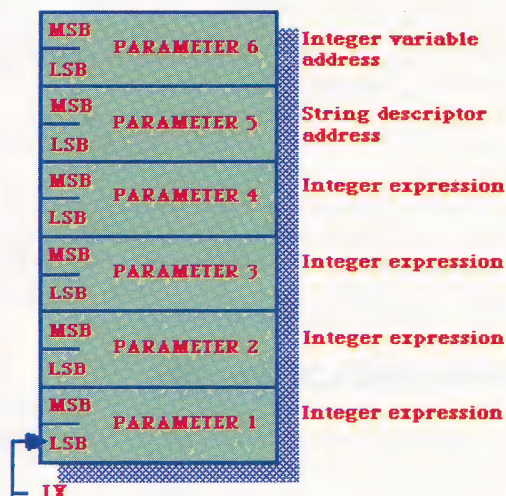 MSB
PARAMETER 6
LSB
Integer variable
address
MSB
PARAMETER 5
LSB
String descriptor
address
MSB
PARAMETER 4
LSB
Integer expression
MSB
PARAMETER 3
LSB
Integer expression
MSB
PARAMETER 2
LSB
Integer expression
MSB
PARAMETER 1
LSB
Integer expression
IX